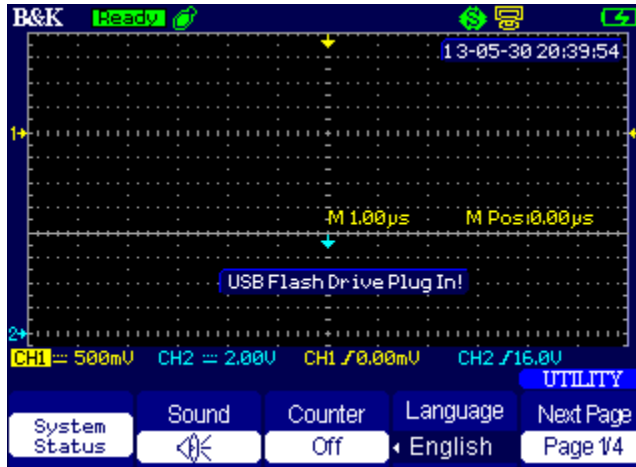 B&K Ready
13-05-30 20:39:54
1
M 1.00µs M Pos:0.00µs
USB Flash Drive Plug In!
2
CH1 500mV CH2 2.00V CH1 0.00mV CH2 16.0V
UTILITY
System Status Sound Counter Language Next Page
Off English Page 1/4